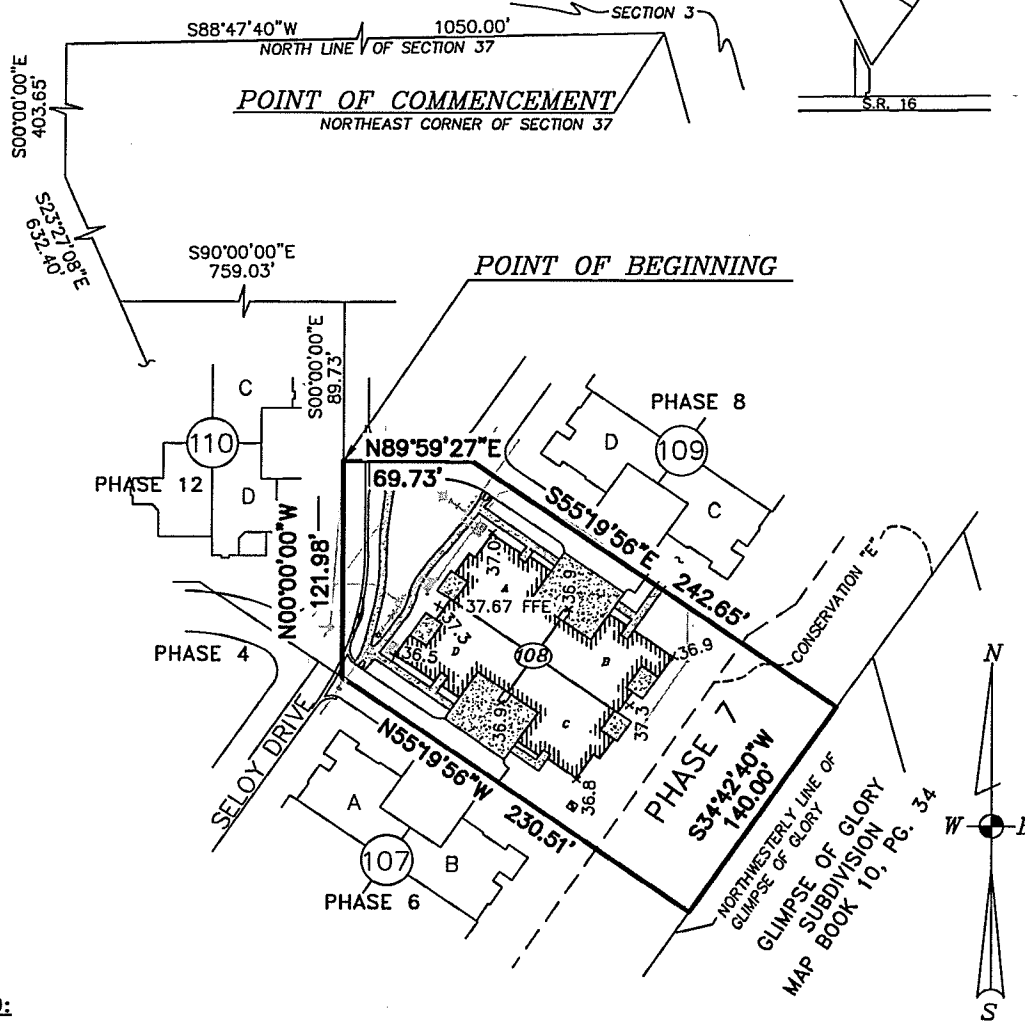 SECTION 3
S88°47'40"W 1050.00'
NORTH LINE OF SECTION 37
S00°00'00"E
403.65'
POINT OF COMMENCEMENT
NORTHEAST CORNER OF SECTION 37
S.R. 16
S23°27'08"E
632.40'
S90°00'00"E
759.03'
POINT OF BEGINNING
S00°00'00"E
89.73'
C
110
PHASE 12
D
N89°59'27"E
69.73'
PHASE 8
D
109
C
S55°19'56"E 242.65'
CONSERVATION "E"
N00°00'00"W
121.98'
37.0
A
36.9
37.67 FFE
37.3
D
36.5
108
B
36.9
36.9
C
37.3
36.8
PHASE 4
SELOY DRIVE
N55°19'56"W 230.51'
PHASE 7
S34°42'40"W
140.00'
A
107
B
PHASE 6
NORTHWESTERLY LINE OF
GLIMPSE OF GLORY
GLIMPSE OF GLORY
SUBDIVISION
MAP BOOK 10, PG. 34
N
W
S